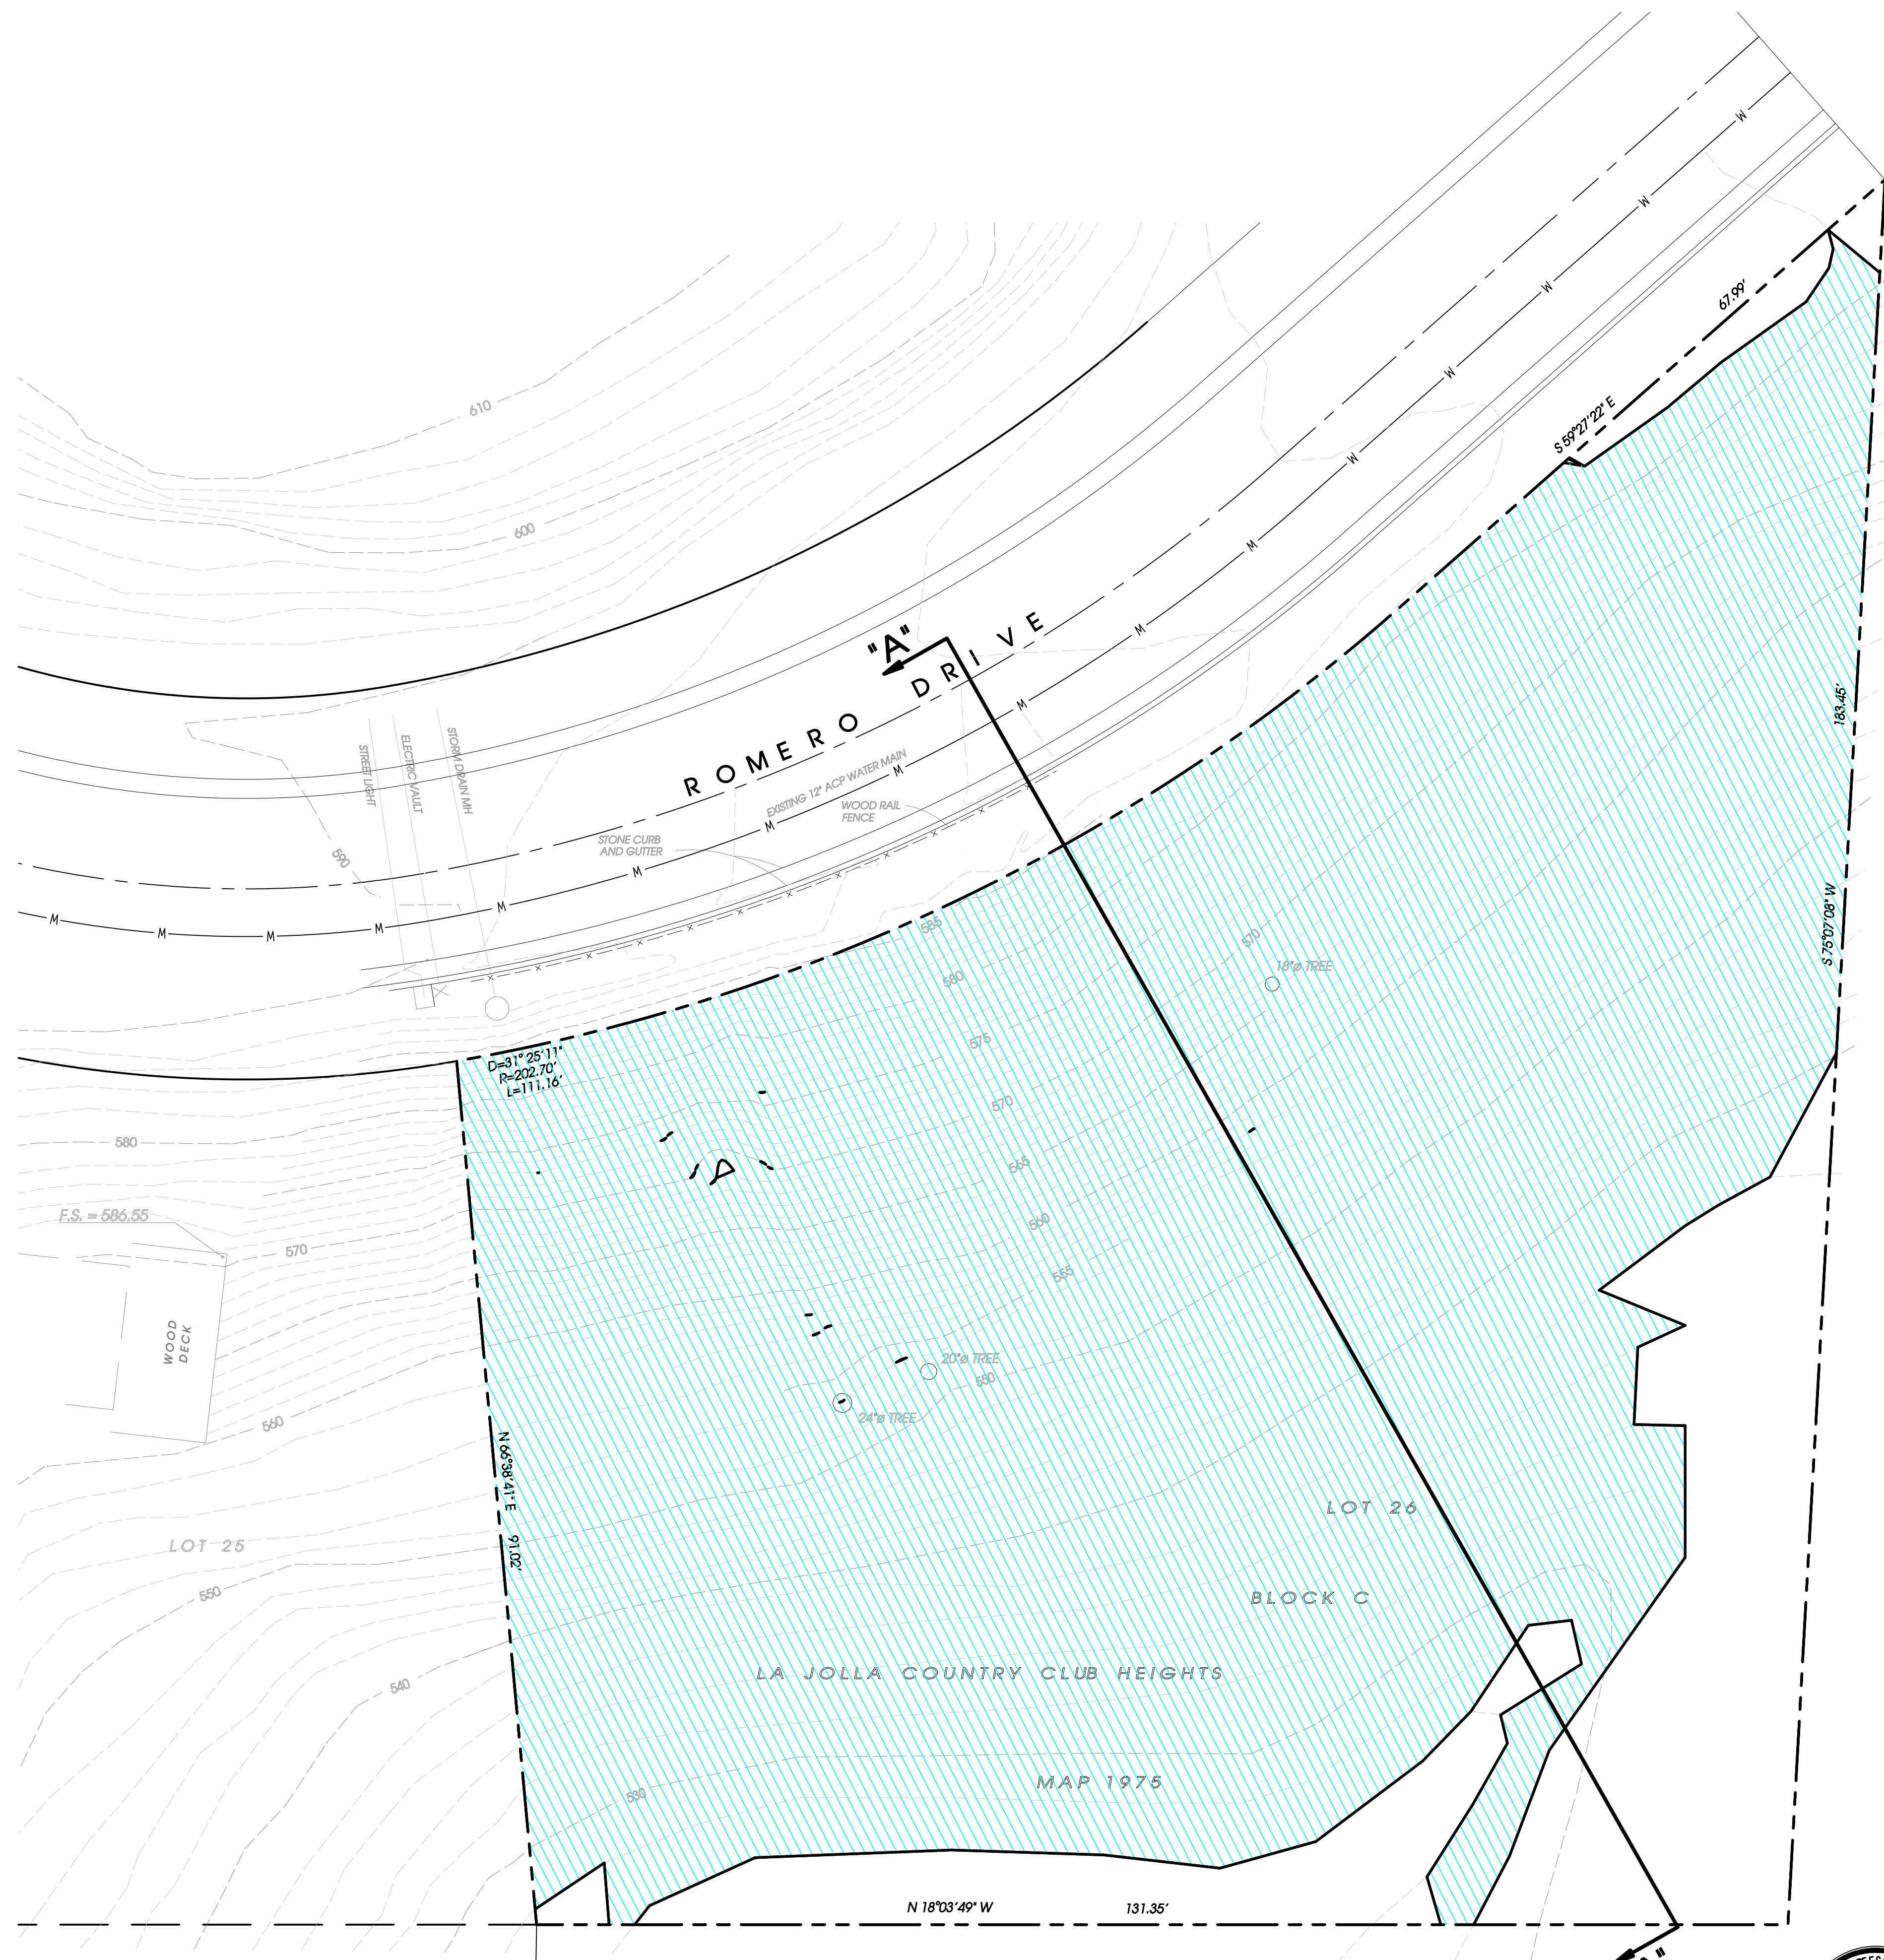 W
W
W
W
W
W
M
M
M
M
M
M
M
M
M
M
M
610
600
590
67.99'
S 59°27'22" E
"A"
ROMERO DRIVE
EXISTING 12" ACP WATER MAIN
WOOD RAIL
FENCE
STONE CURB
AND GUTTER
STREET LIGHT
ELECTRIC VAULT
STORM DRAIN MH
183.45'
S 75°07'08" W
585
580
575
570
565
560
555
550
570
18"ø TREE
D=31°25'11"
R=202.70'
L=111.16'
580
F.S. = 586.55
570
WOOD
DECK
560
20"ø TREE
24"ø TREE
N 66°38'41" E
91.02'
LOT 25
550
540
530
LOT 26
BLOCK C
LA JOLLA COUNTRY CLUB HEIGHTS
MAP 1975
N 18°03'49" W
131.35'